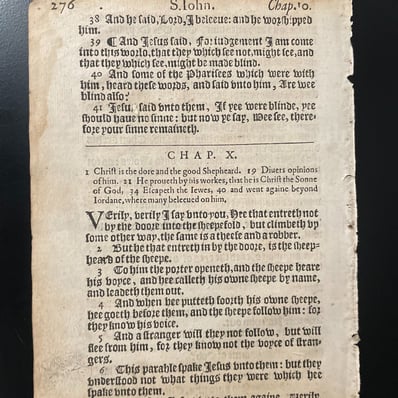 276 S. Iohn. Chap. 10.
38 And he said, Lord, I beleeue: and he worshipped
him.
39 ¶ And Iesus said, For iudgement I am come
into this world, that they which see not, might see, and
that they which see, might be made blind.
40 And some of the Pharisees which were with
him, heard these words, and said vnto him, Are wee
blind also?
41 Iesus said vnto them, If yee were blinde, yee
should haue no sinne: but now ye say, Wee see, there-
fore your sinne remaineth.
CHAP. X.
1 Christ is the dore and the good Shepheard. 19 Diuers opinions
of him. 21 He proueth by his workes, that he is Christ the Sonne
of God, 34 Escapeth the Iewes, 40 and went againe beyond
Iordane, where many beleeued on him.
VErily, verily I say vnto you, Hee that entreth not
by the doore into the sheepefold, but climbeth vp
some other way, the same is a theefe and a robber.
2 But he that entreth in by the doore, is the sheep-
heard of the sheepe.
3 To him the porter openeth, and the sheepe heare
his voyce, and hee calleth his owne sheepe by name,
and leadeth them out.
4 And when hee putteth foorth his owne sheepe,
hee goeth before them, and the sheepe follow him: for
they know his voice.
5 And a stranger will they not follow, but will
flee from him, for they know not the voyce of stran-
gers.
6 This parable spake Iesus vnto them: but they
vnderstood not what things they were which hee
spake vnto them.
vnto them againe, Verily